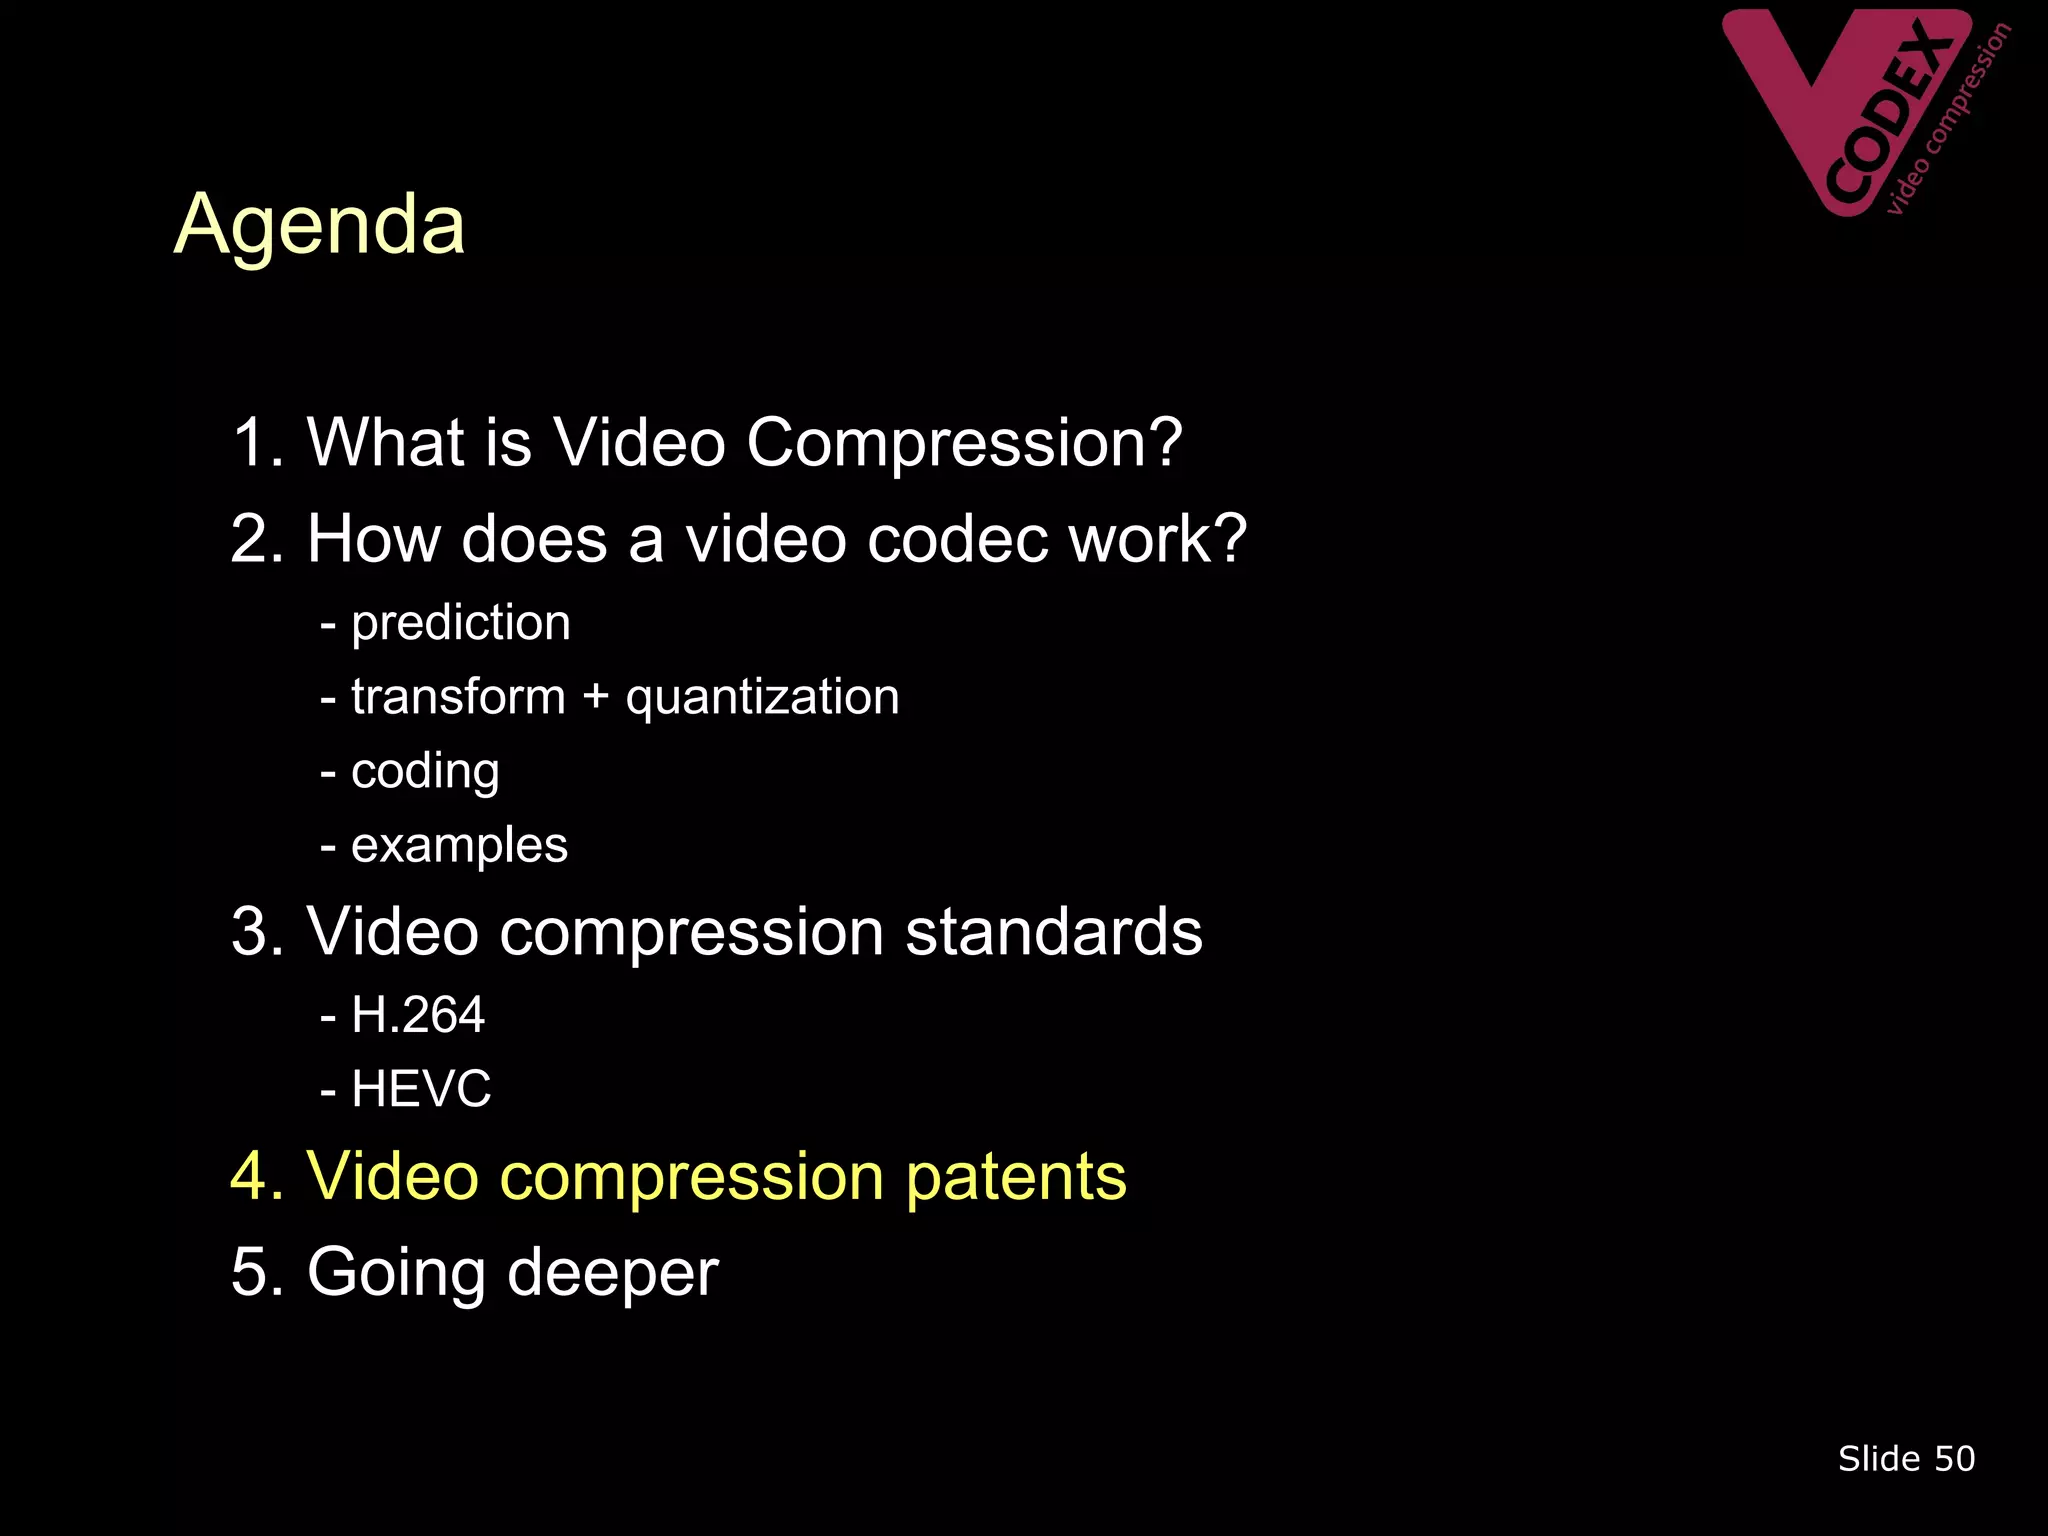 CODEX
video compression
Agenda
1. What is Video Compression?
2. How does a video codec work?
- prediction
- transform + quantization
- coding
- examples
3. Video compression standards
- H.264
- HEVC
4. Video compression patents
5. Going deeper
Slide 50